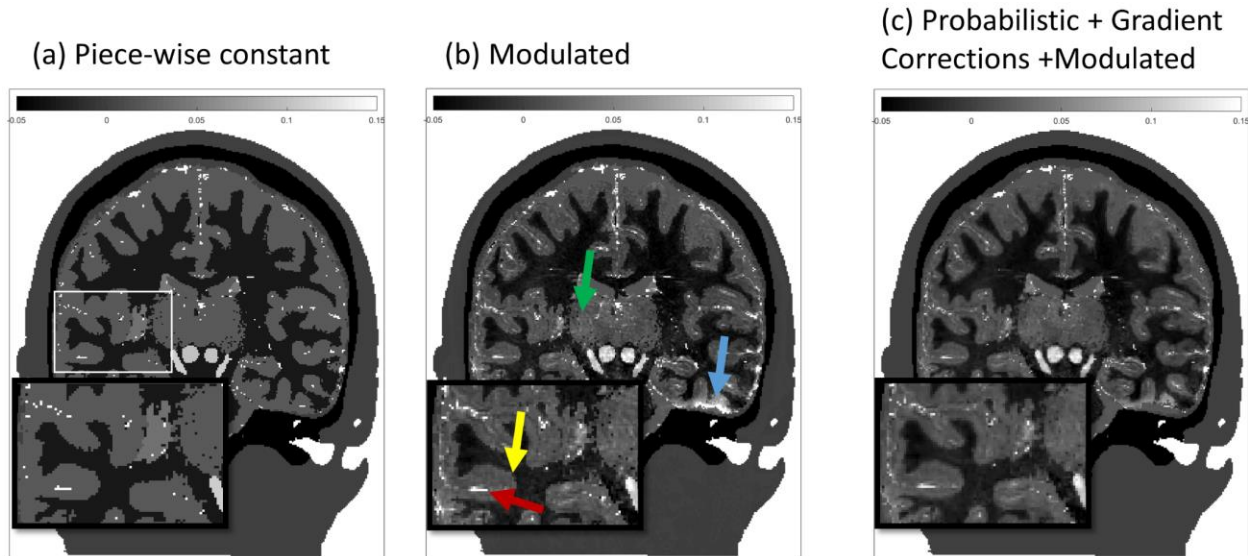 (a) Piece-wise constant
(b) Modulated
(c) Probabilistic + Gradient
Corrections +Modulated
-0.05 0 0.05 0.1 0.15
-0.05 0 0.05 0.1 0.15
-0.05 0 0.05 0.1 0.15